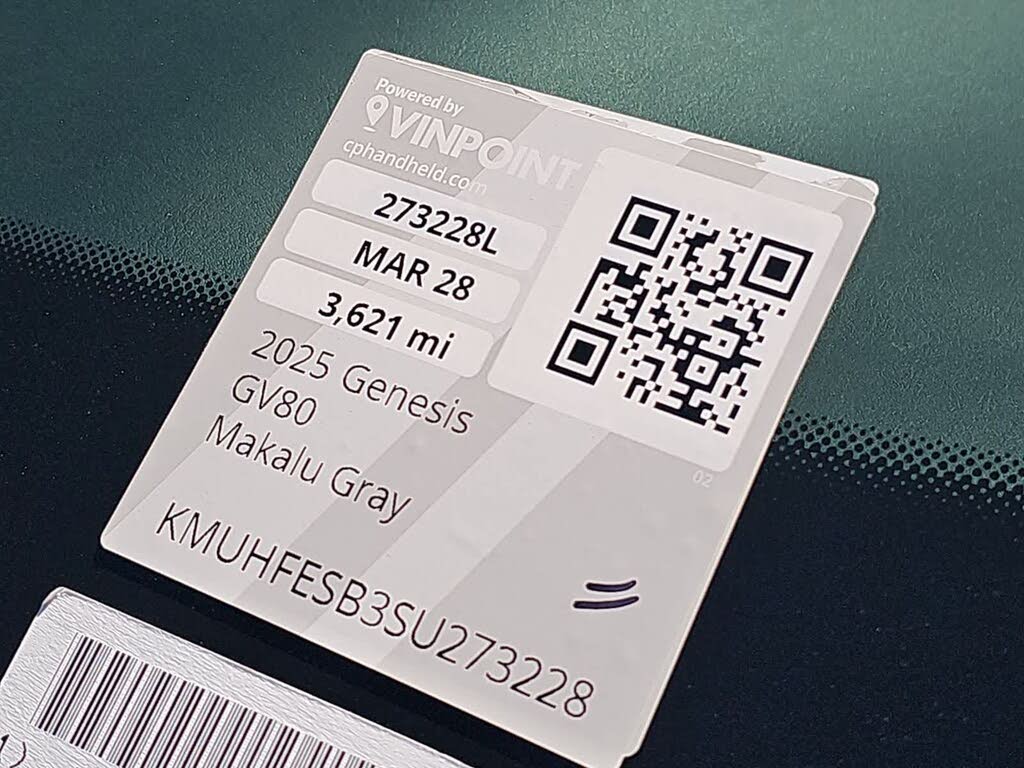 Powered by
VINPOINT
cphandheld.com
273228L
MAR 28
3,621 mi
2025 Genesis
GV80
Makalu Gray
02
KMUHFESB3SU273228